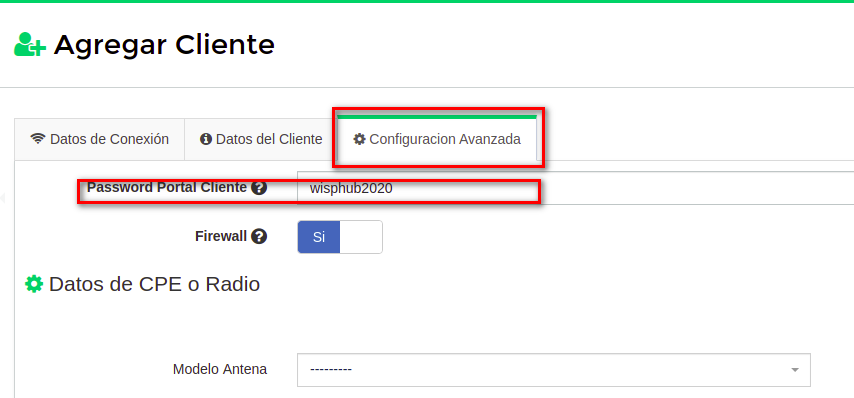 Agregar Cliente
Datos de Conexión Datos del Cliente Configuracion Avanzada
Password Portal Cliente ? wisphub2020
Firewall ? Si
Datos de CPE o Radio
Modelo Antena ---------